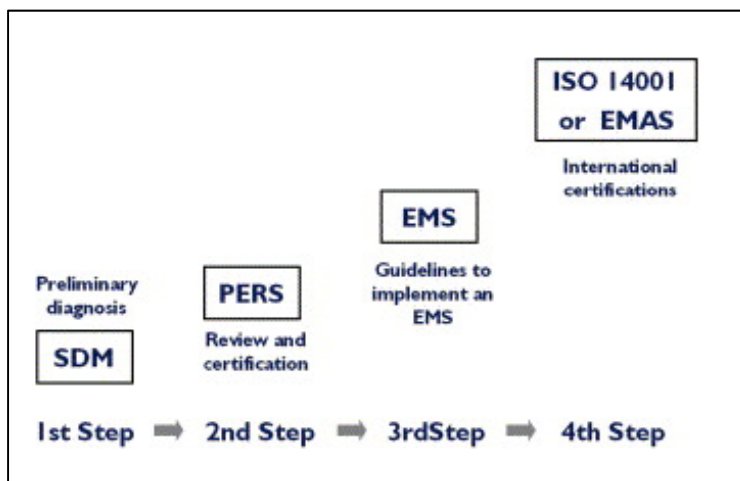 ISO 14001
or EMAS
International
certifications
EMS
Guidelines to
implement an
EMS
Preliminary
diagnosis
PERS
SDM
Review and
certification
1st Step
2nd Step
3rdStep
4th Step